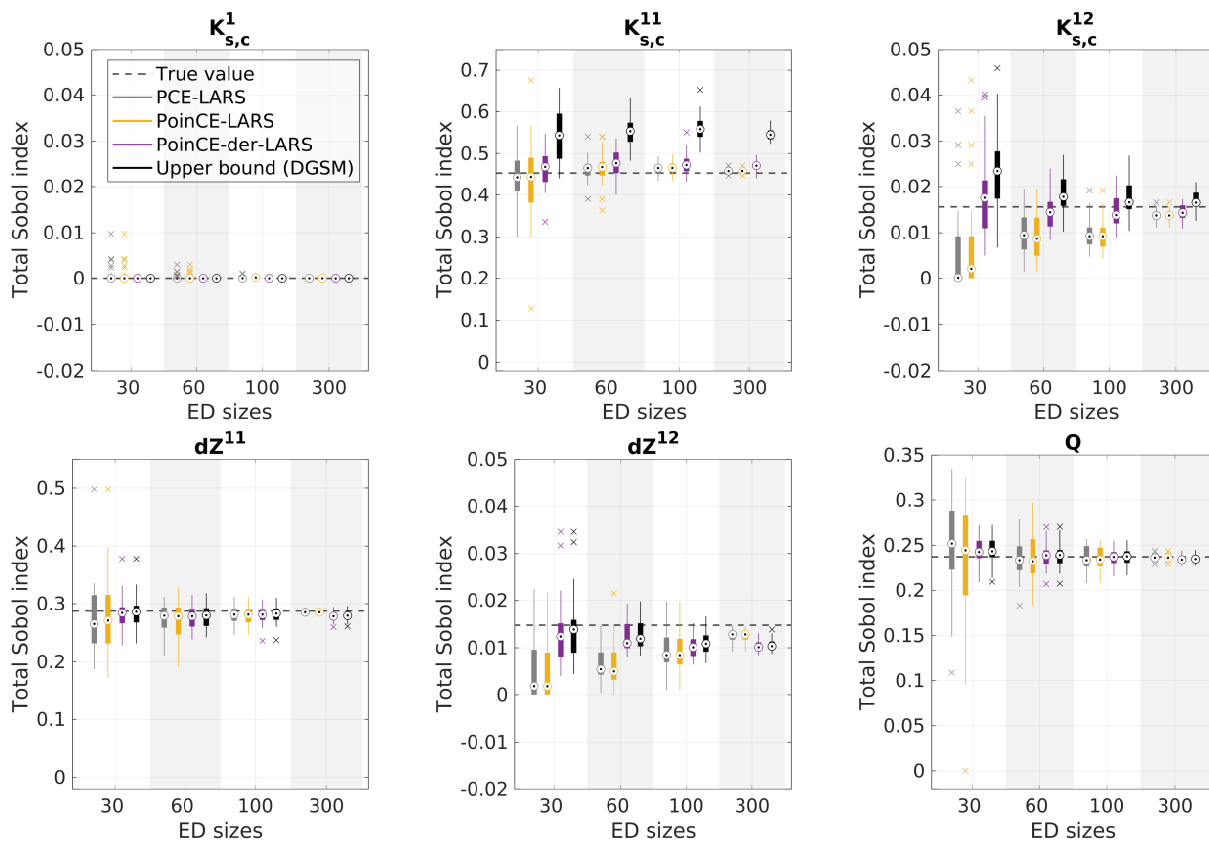 K^1_{s,c}
0.05
0.04
0.03
0.02
0.01
0
-0.01
-0.02
Total Sobol index
True value
PCE-LARS
PoinCE-LARS
PoinCE-der-LARS
Upper bound (DGSM)
30 60 100 300
ED sizes
K^{11}_{s,c}
0.7
0.6
0.5
0.4
0.3
0.2
0.1
0
Total Sobol index
30 60 100 300
ED sizes
K^{12}_{s,c}
0.05
0.04
0.03
0.02
0.01
0
-0.01
-0.02
Total Sobol index
30 60 100 300
ED sizes
dZ^{11}
0.5
0.4
0.3
0.2
0.1
0
Total Sobol index
30 60 100 300
ED sizes
dZ^{12}
0.05
0.04
0.03
0.02
0.01
0
-0.01
-0.02
Total Sobol index
30 60 100 300
ED sizes
Q
0.35
0.3
0.25
0.2
0.15
0.1
0.05
0
Total Sobol index
30 60 100 300
ED sizes